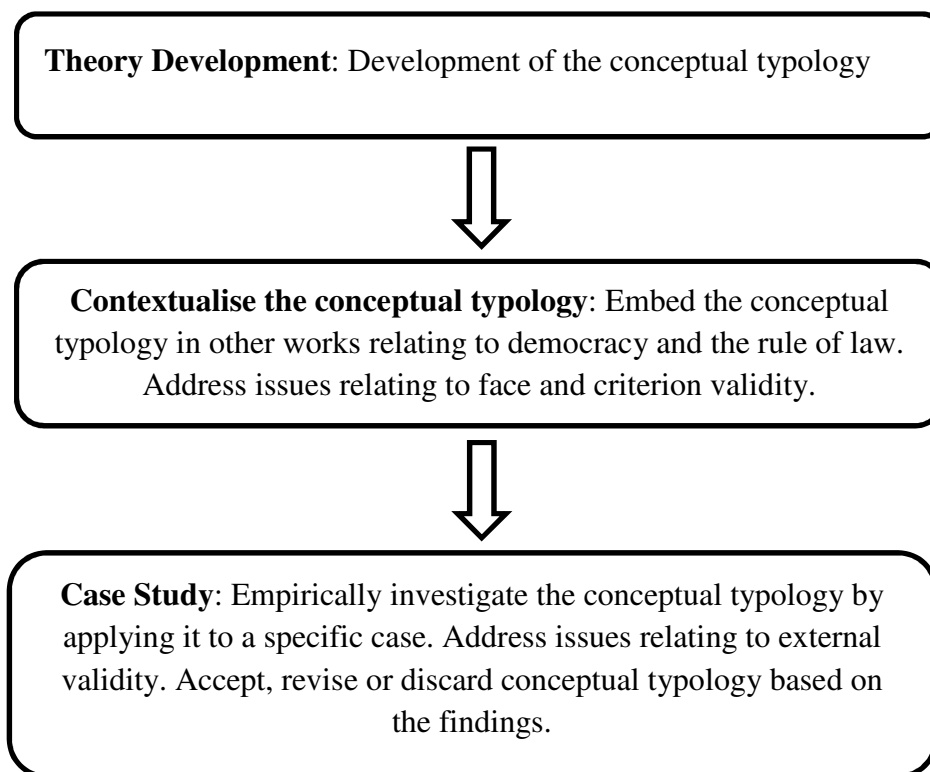 Theory Development: Development of the conceptual typology
Contextualise the conceptual typology: Embed the conceptual
typology in other works relating to democracy and the rule of law.
Address issues relating to face and criterion validity.
Case Study: Empirically investigate the conceptual typology by
applying it to a specific case. Address issues relating to external
validity. Accept, revise or discard conceptual typology based on
the findings.